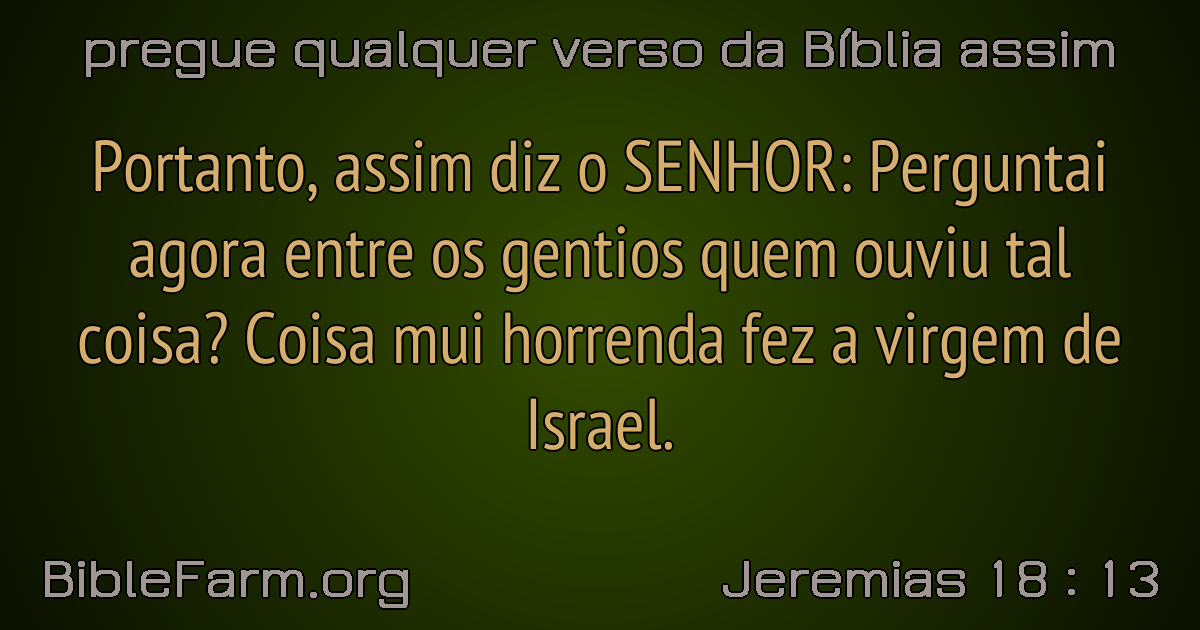 pregue qualquer verso da Bíblia assim
Portanto, assim diz o SENHOR: Perguntai
agora entre os gentios quem ouviu tal
coisa? Coisa mui horrenda fez a virgem de
Israel.
BibleFarm.org
Jeremias 18 : 13